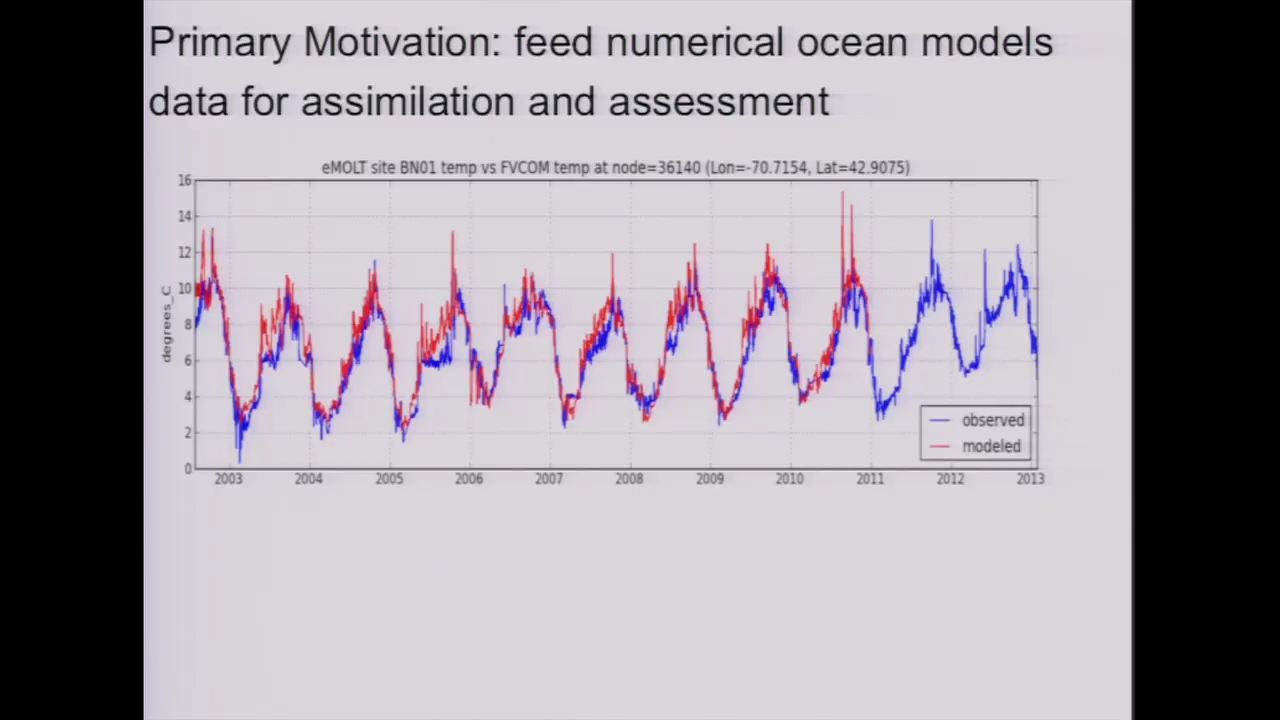 Primary Motivation: feed numerical ocean models
data for assimilation and assessment
eMOLT site BN01 temp vs FVCOM temp at node=36140 (Lon=-70.7154, Lat=42.9075)
16
14
12
10
8
6
4
2
0
degrees_C
observed
modeled
2003 2004 2005 2006 2007 2008 2009 2010 2011 2012 2013